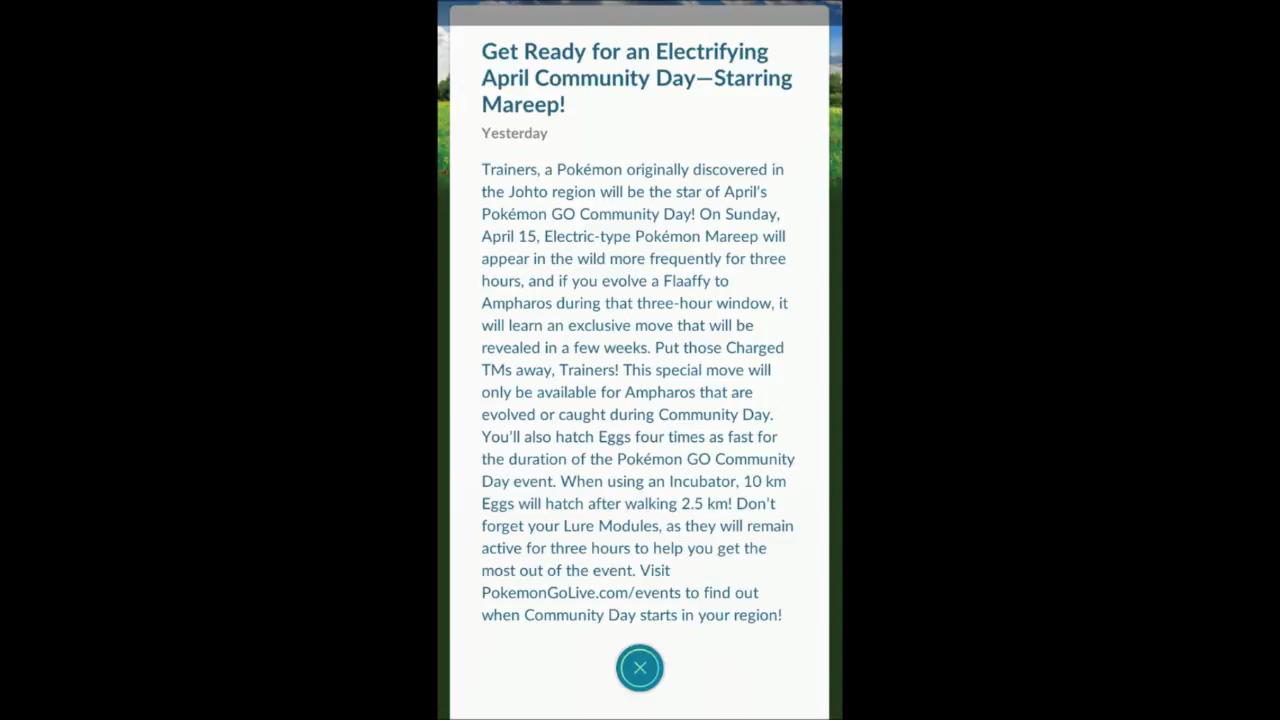 Get Ready for an Electrifying
April Community Day—Starring
Mareep!
Yesterday
Trainers, a Pokémon originally discovered in
the Johto region will be the star of April's
Pokémon GO Community Day! On Sunday,
April 15, Electric-type Pokémon Mareep will
appear in the wild more frequently for three
hours, and if you evolve a Flaaffy to
Ampharos during that three-hour window, it
will learn an exclusive move that will be
revealed in a few weeks. Put those Charged
TMs away, Trainers! This special move will
only be available for Ampharos that are
evolved or caught during Community Day.
You'll also hatch Eggs four times as fast for
the duration of the Pokémon GO Community
Day event. When using an Incubator, 10 km
Eggs will hatch after walking 2.5 km! Don't
forget your Lure Modules, as they will remain
active for three hours to help you get the
most out of the event. Visit
PokemonGoLive.com/events to find out
when Community Day starts in your region!